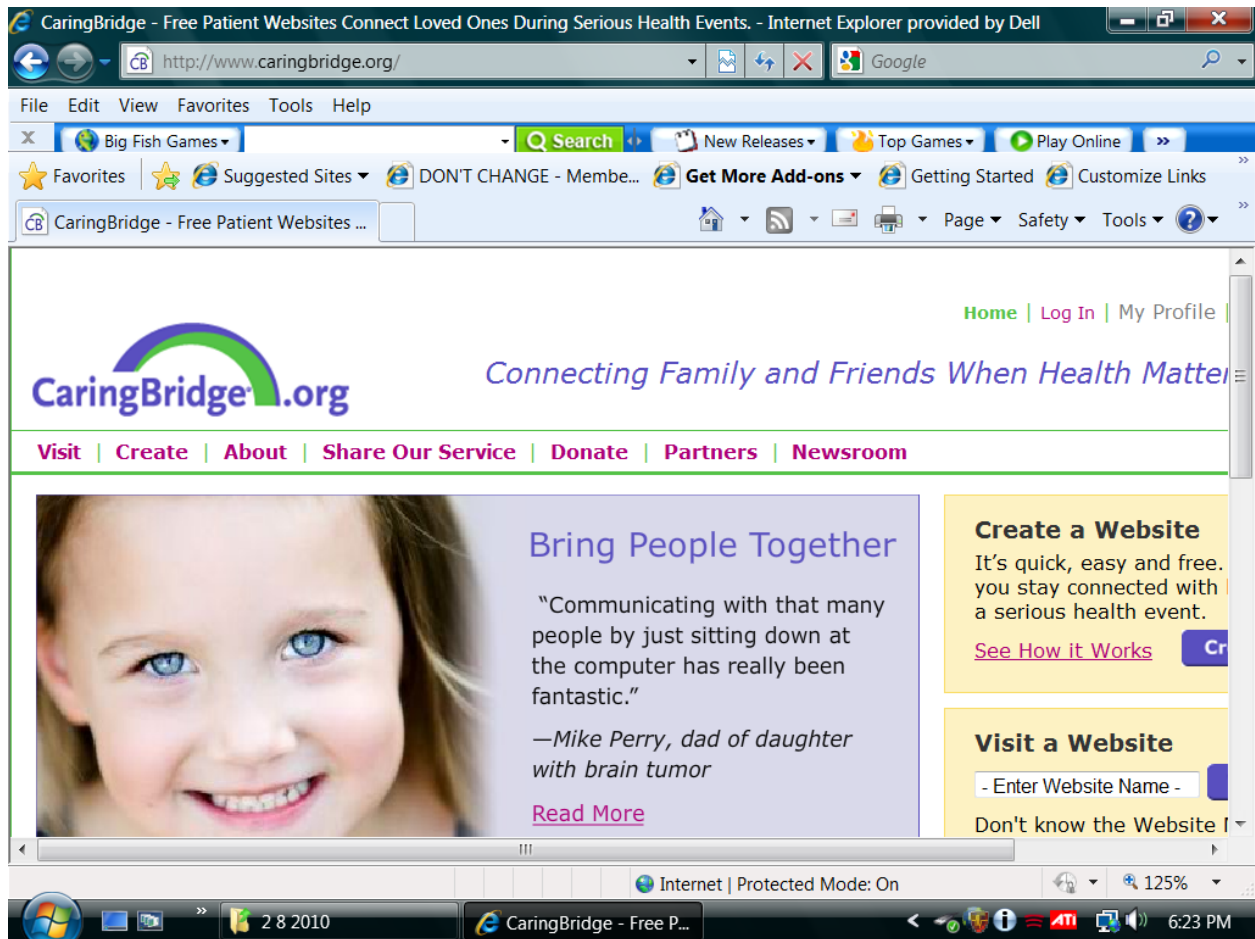 CaringBridge - Free Patient Websites Connect Loved Ones During Serious Health Events. - Internet Explorer provided by Dell
CB http://www.caringbridge.org/ Google
File Edit View Favorites Tools Help
X Big Fish Games Search New Releases Top Games Play Online »
Favorites Suggested Sites DON'T CHANGE - Membe... Get More Add-ons Getting Started Customize Links »
CB CaringBridge - Free Patient Websites ... Page Safety Tools »
Home | Log In | My Profile |
CaringBridge.org
Connecting Family and Friends When Health Matter
Visit | Create | About | Share Our Service | Donate | Partners | Newsroom
Bring People Together
“Communicating with that many
people by just sitting down at
the computer has really been
fantastic.”
—Mike Perry, dad of daughter
with brain tumor
Read More
Create a Website
It’s quick, easy and free.
you stay connected with
a serious health event.
See How it Works Cr
Visit a Website
- Enter Website Name -
Don't know the Website
Internet | Protected Mode: On 125%
» 2 8 2010 CaringBridge - Free P... < ATI 6:23 PM